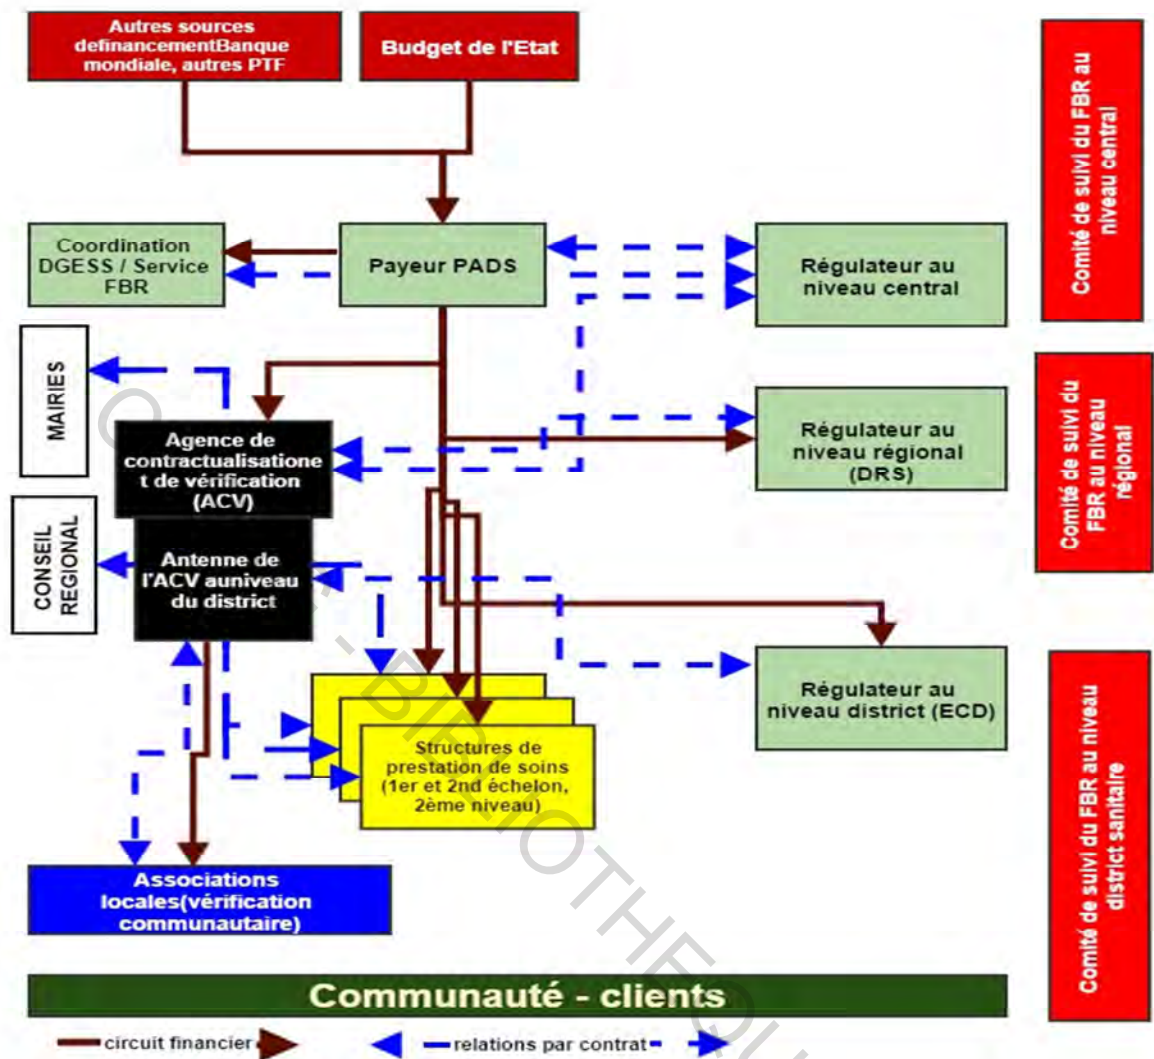 Autres sources
definancementBanque
mondiale, autres PTF
Budget de l'Etat
Comité de suivi du FBR au
niveau central
Coordination
DGESS / Service
FBR
Payeur PADS
Régulateur au
niveau central
MAIRIES
Agence de
contractualisatione
t de vérification
(ACV)
Régulateur au
niveau régional
(DRS)
Comité de suivi du
FBR au niveau
régional
CONSEIL
REGIONAL
Antenne de
l'ACV auniveau
du district
Régulateur au
niveau district (ECD)
Structures de
prestation de soins
(1er et 2nd échelon,
2ème niveau)
Comité de suivi du FBR au niveau
district sanitaire
Associations
locales(vérification
communautaire)
Communauté - clients
circuit financier
relations par contrat
- BIBLIOTHEQU